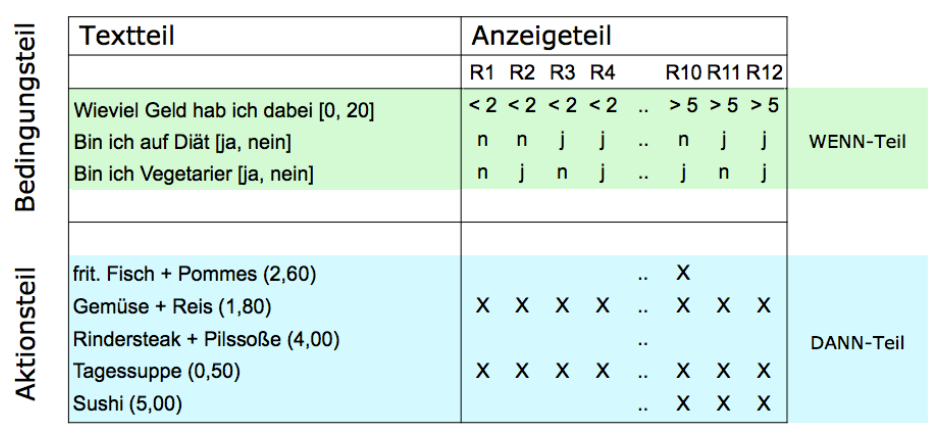 Textteil Anzeigeteil
R1 R2 R3 R4 R10 R11 R12
Bedingungsteil
Wieviel Geld hab ich dabei [0, 20] < 2 < 2 < 2 < 2 .. > 5 > 5 > 5
Bin ich auf Diät [ja, nein] n n j j .. n j j WENN-Teil
Bin ich Vegetarier [ja, nein] n j n j .. j n j
Aktionsteil
frit. Fisch + Pommes (2,60) .. X
Gemüse + Reis (1,80) X X X X .. X X X
Rindersteak + Pilssoße (4,00) .. DANN-Teil
Tagessuppe (0,50) X X X X .. X X X
Sushi (5,00) .. X X X